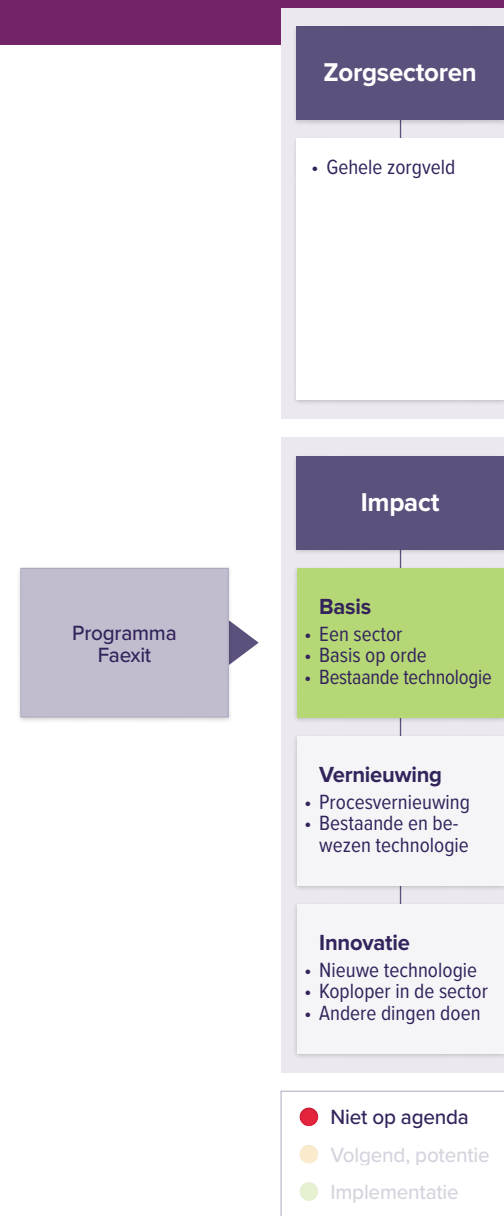 Zorgsectoren
• Gehele zorgveld
Impact
Programma
Faexit
Basis
• Een sector
• Basis op orde
• Bestaande technologie
Vernieuwing
• Procesvernieuwing
• Bestaande en be-
wezen technologie
Innovatie
• Nieuwe technologie
• Koploper in de sector
• Andere dingen doen
Niet op agenda
Volgend, potentie
Implementatie